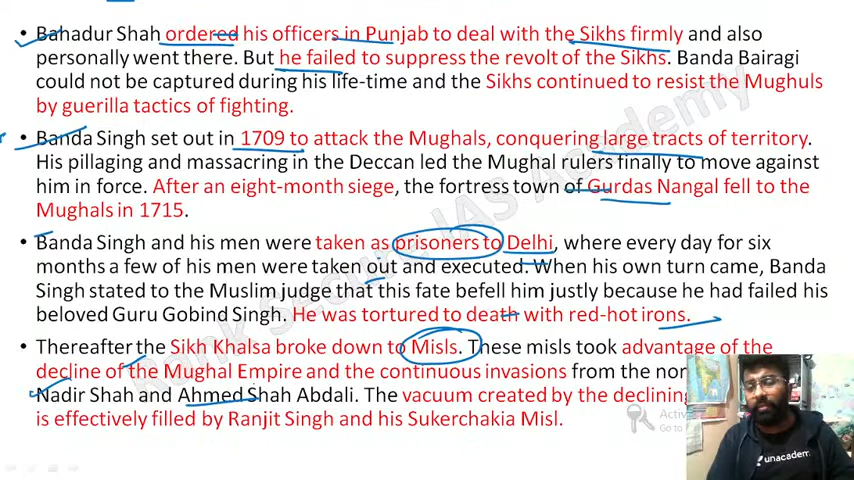 Bahadur Shah ordered his officers in Punjab to deal with the Sikhs firmly and also
personally went there. But he failed to suppress the revolt of the Sikhs. Banda Bairagi
could not be captured during his life-time and the Sikhs continued to resist the Mughuls
by guerilla tactics of fighting.
Banda Singh set out in 1709 to attack the Mughals, conquering large tracts of territory.
His pillaging and massacring in the Deccan led the Mughal rulers finally to move against
him in force. After an eight-month siege, the fortress town of Gurdas Nangal fell to the
Mughals in 1715.
Banda Singh and his men were taken as prisoners to Delhi, where every day for six
months a few of his men were taken out and executed. When his own turn came, Banda
Singh stated to the Muslim judge that this fate befell him justly because he had failed his
beloved Guru Gobind Singh. He was tortured to death with red-hot irons.
Thereafter the Sikh Khalsa broke down to Misls. These misls took advantage of the
decline of the Mughal Empire and the continuous invasions from the nor
Nadir Shah and Ahmed Shah Abdali. The vacuum created by the declining
is effectively filled by Ranjit Singh and his Sukerchakia Misl.
Rank Secure IAS Academy
Activ
Go to
unacademy